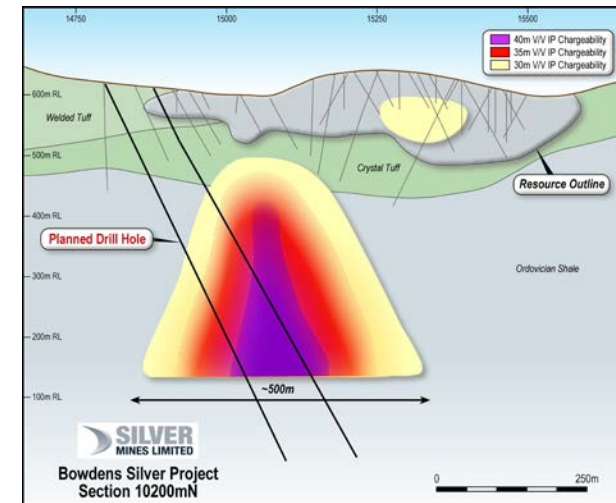 14750 15000 15250 15500
40m V/V IP Chargeability
35m V/V IP Chargeability
30m V/V IP Chargeability
600m RL
Welded Tuff
500m RL
Crystal Tuff
Resource Outline
400m RL
Planned Drill Hole
Ordovician Shale
300m RL
200m RL
100m RL
~500m
SILVER
MINES LIMITED
Bowdens Silver Project
Section 10200mN
0 250m